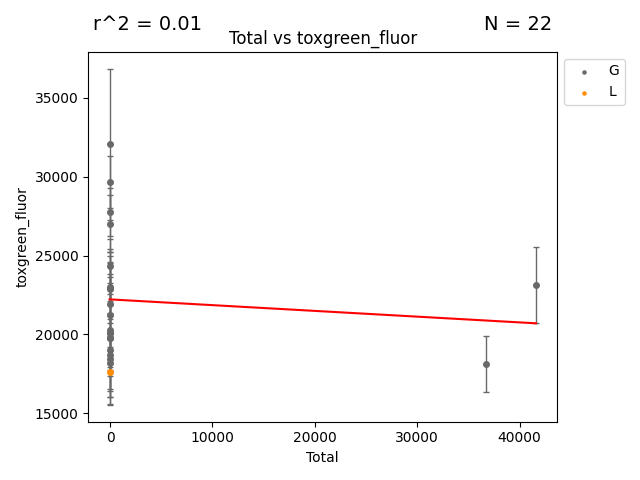 r^2 = 0.01
N = 22
Total vs toxgreen_fluor
G
L
35000
30000
25000
20000
15000
toxgreen_fluor
0
10000
20000
30000
40000
Total